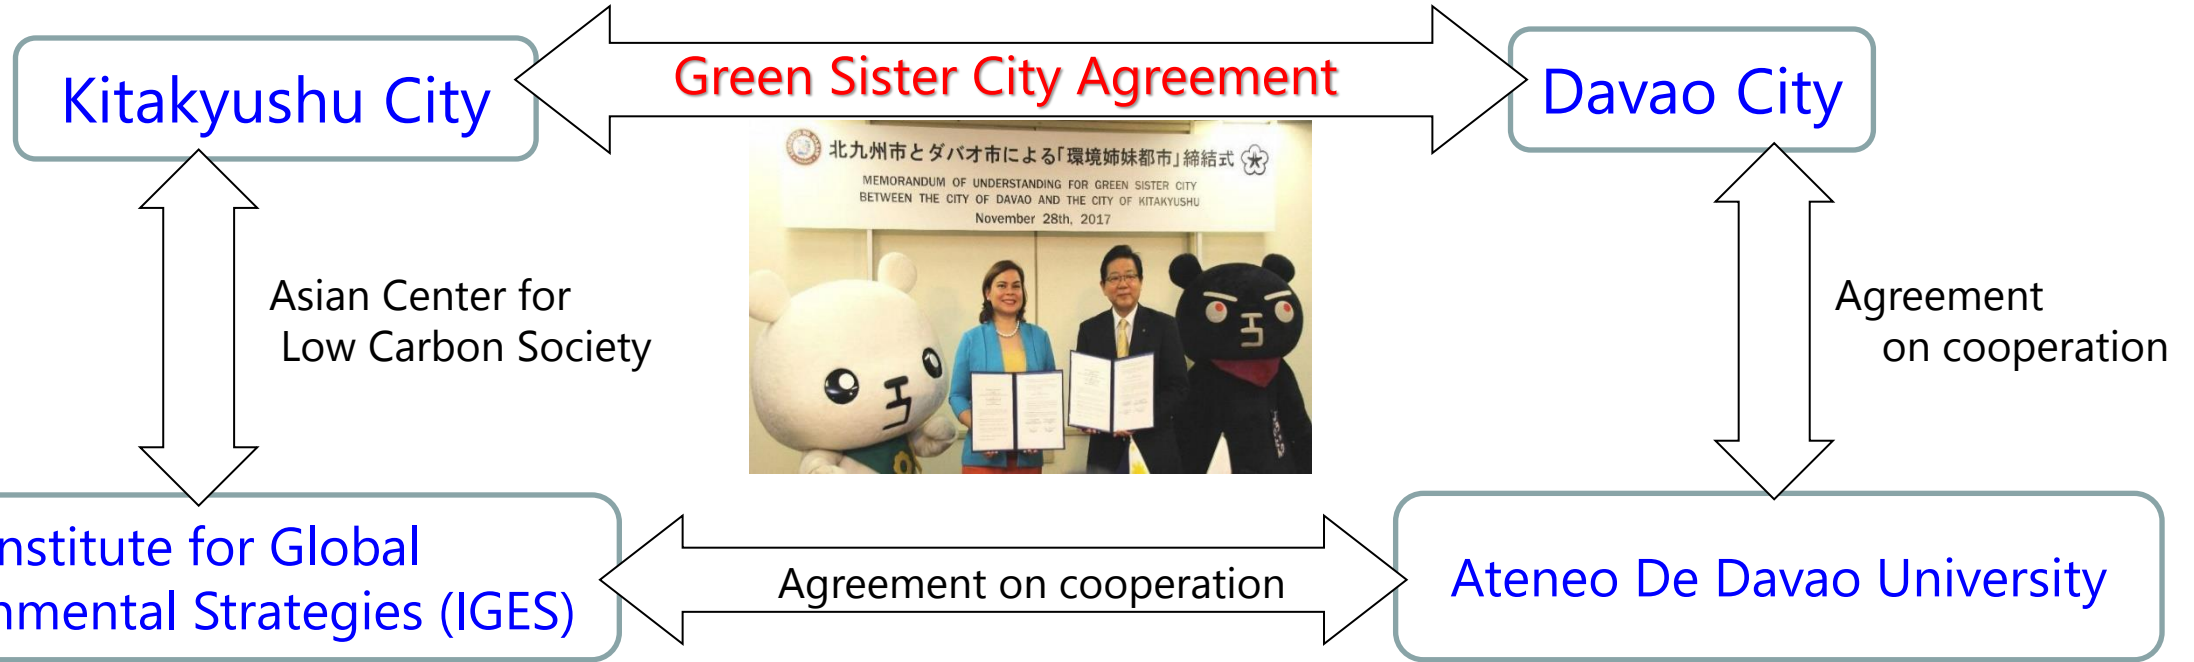 Kitakyushu City
Green Sister City Agreement
Davao City
北九州市とダバオ市による「環境姉妹都市」締結式
MEMORANDUM OF UNDERSTANDING FOR GREEN SISTER CITY
BETWEEN THE CITY OF DAVAO AND THE CITY OF KITAKYUSHU
November 28th, 2017
Asian Center for
Low Carbon Society
Agreement
on cooperation
nstitute for Global
nmental Strategies (IGES)
Agreement on cooperation
Ateneo De Davao University